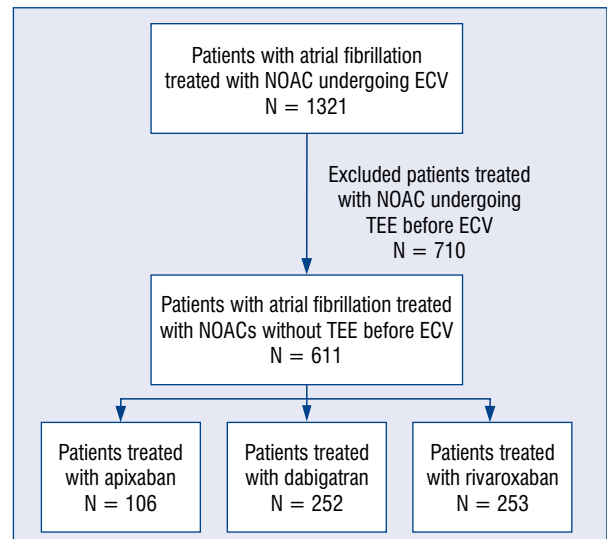 Patients with atrial fibrillation
treated with NOAC undergoing ECV
N = 1321
Excluded patients treated
with NOAC undergoing
TEE before ECV
N = 710
Patients with atrial fibrillation treated
with NOACs without TEE before ECV
N = 611
Patients treated
with apixaban
N = 106
Patients treated
with dabigatran
N = 252
Patients treated
with rivaroxaban
N = 253